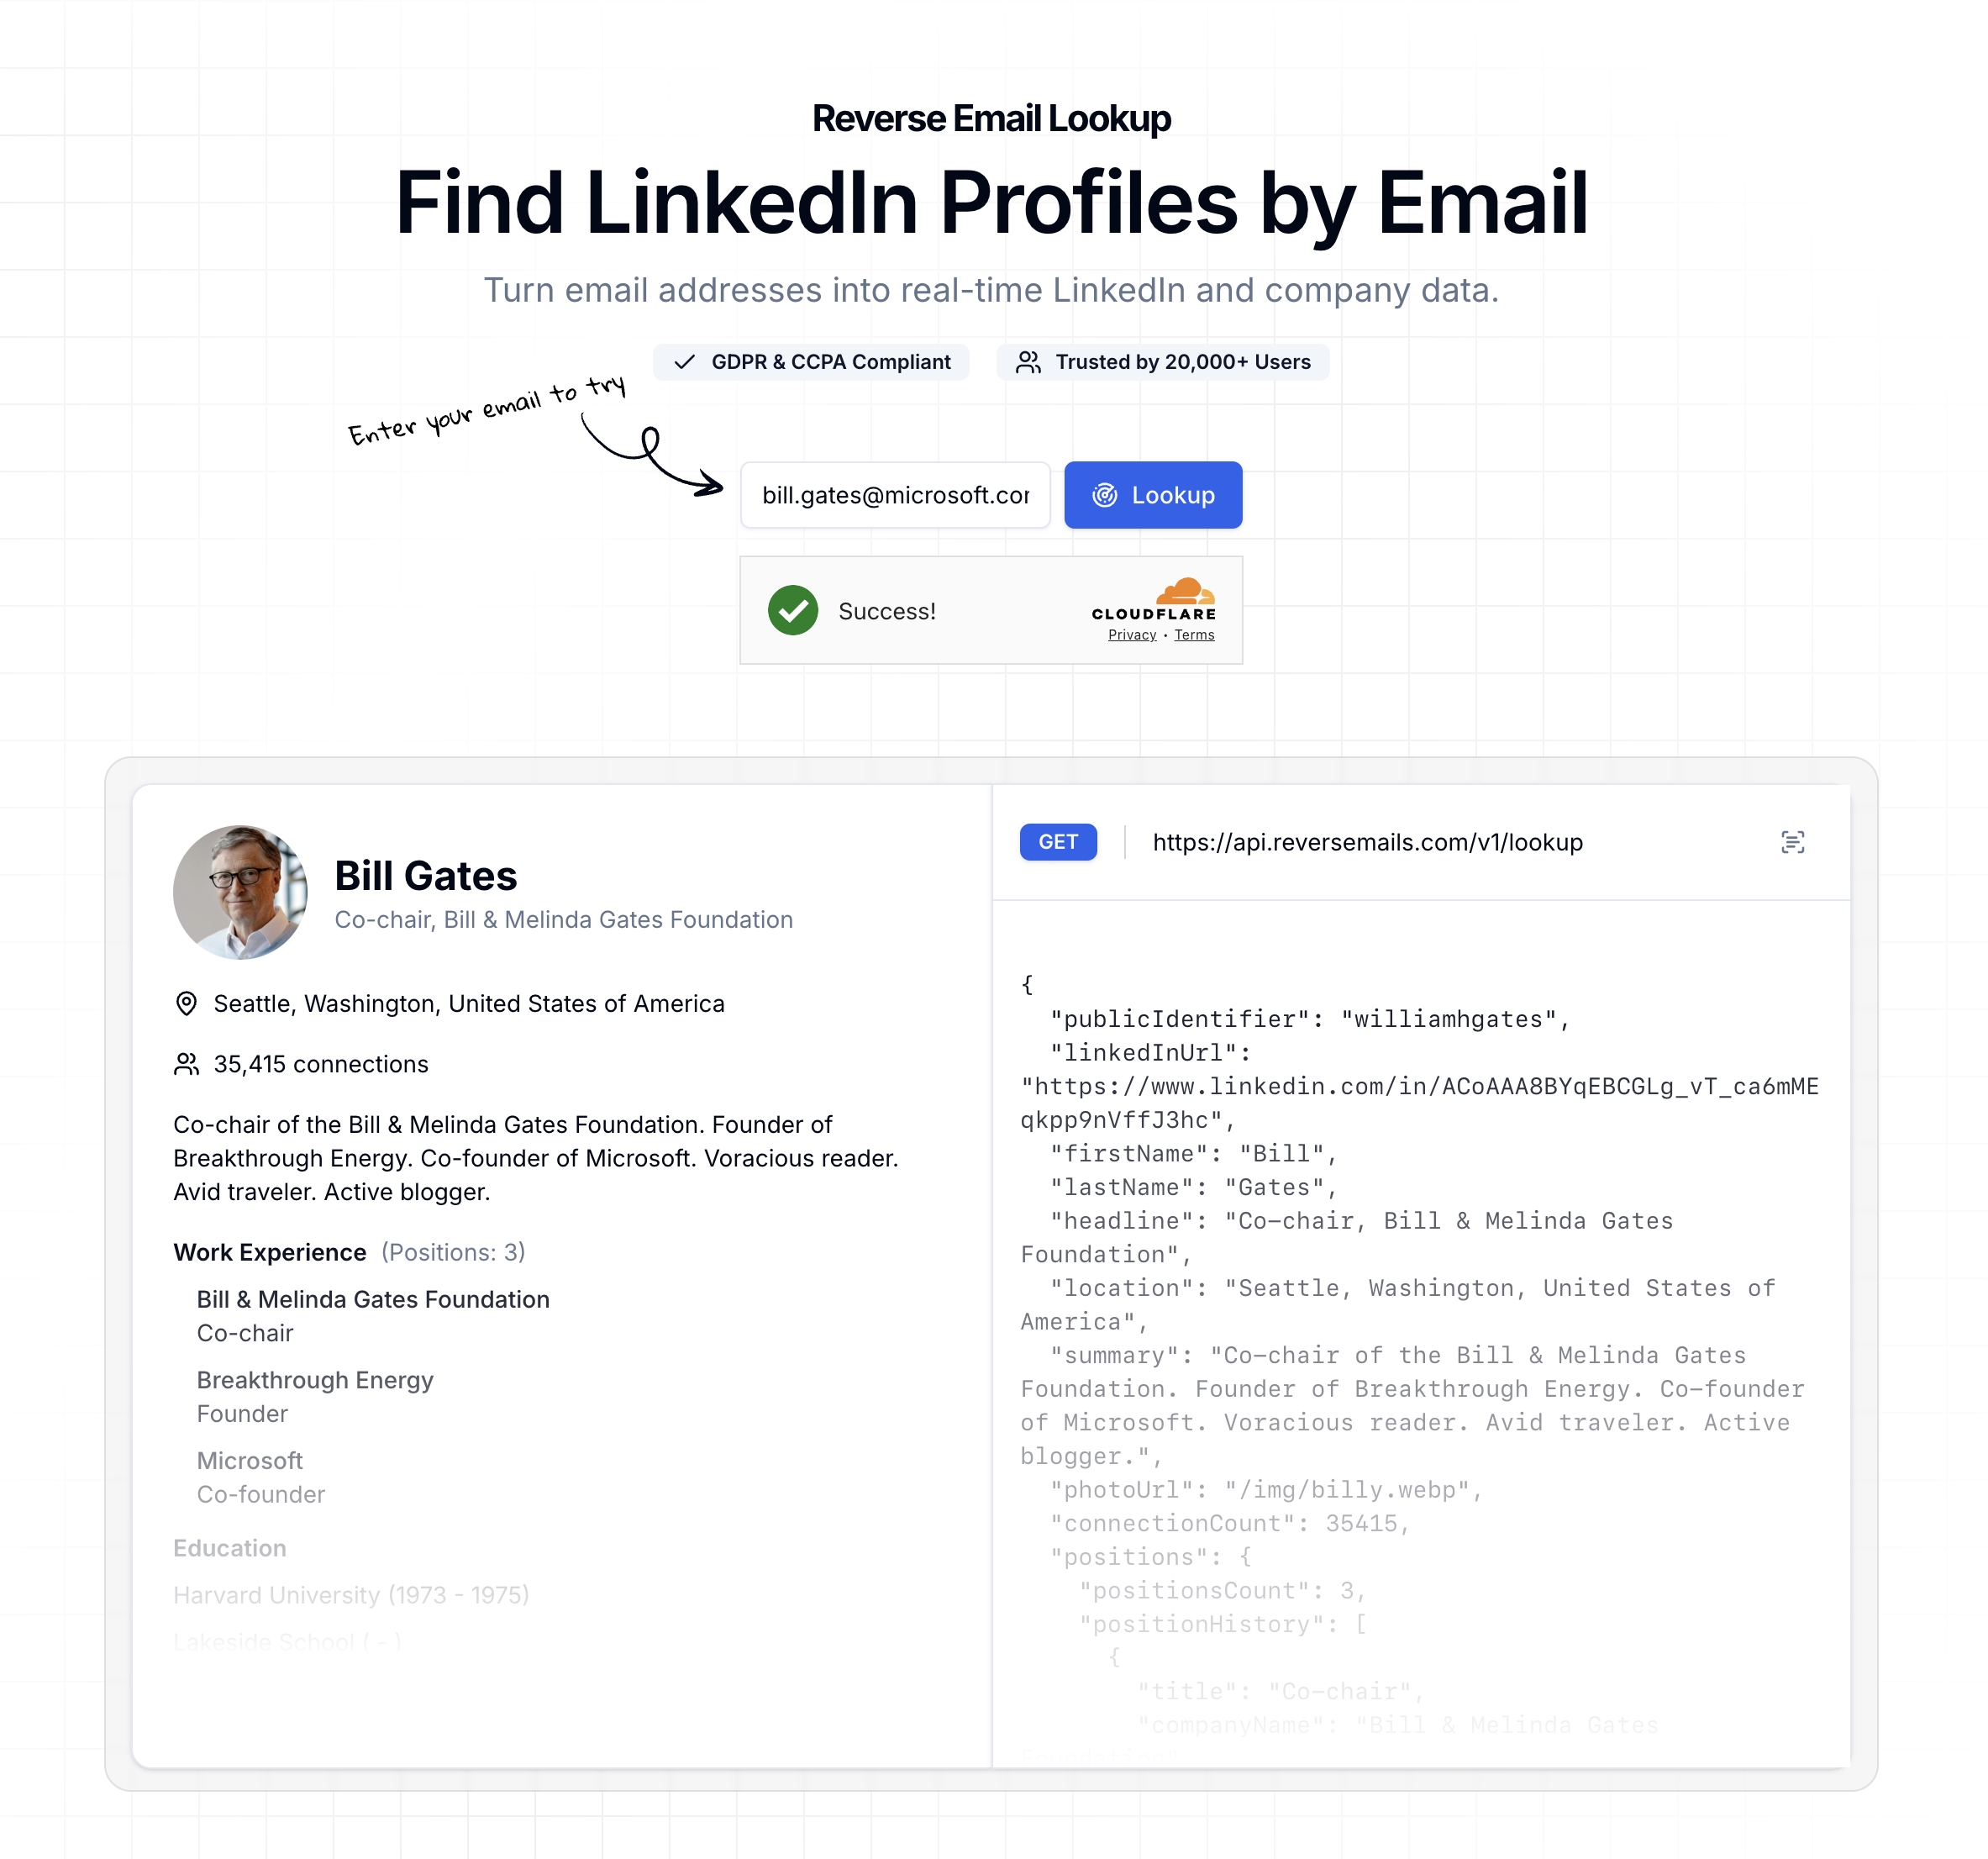 Reverse Email Lookup
Find LinkedIn Profiles by Email
Turn email addresses into real-time LinkedIn and company data.
GDPR & CCPA Compliant
Trusted by 20,000+ Users
Enter your email to try
bill.gates@microsoft.cor
Lookup
Success!
CLOUDFLARE
Privacy • Terms
Bill Gates
Co-chair, Bill & Melinda Gates Foundation
Seattle, Washington, United States of America
35,415 connections
Co-chair of the Bill & Melinda Gates Foundation. Founder of
Breakthrough Energy. Co-founder of Microsoft. Voracious reader.
Avid traveler. Active blogger.
Work Experience (Positions: 3)
Bill & Melinda Gates Foundation
Co-chair
Breakthrough Energy
Founder
Microsoft
Co-founder
Education
Harvard University (1973 - 1975)
Lakeside School ( - )
GET
https://api.reversemails.com/v1/lookup
{
"publicIdentifier": "williamhgates",
"linkedInUrl":
"https://www.linkedin.com/in/ACoAAA8BYqEBCGLg_vT_ca6mME
qkpp9nVffJ3hc",
"firstName": "Bill",
"lastName": "Gates",
"headline": "Co-chair, Bill & Melinda Gates
Foundation",
"location": "Seattle, Washington, United States of
America",
"summary": "Co-chair of the Bill & Melinda Gates
Foundation. Founder of Breakthrough Energy. Co-founder
of Microsoft. Voracious reader. Avid traveler. Active
blogger.",
"photoUrl": "/img/billy.webp",
"connectionCount": 35415,
"positions": {
"positionsCount": 3,
"positionHistory": [
{
"title": "Co-chair",
"companyName": "Bill & Melinda Gates